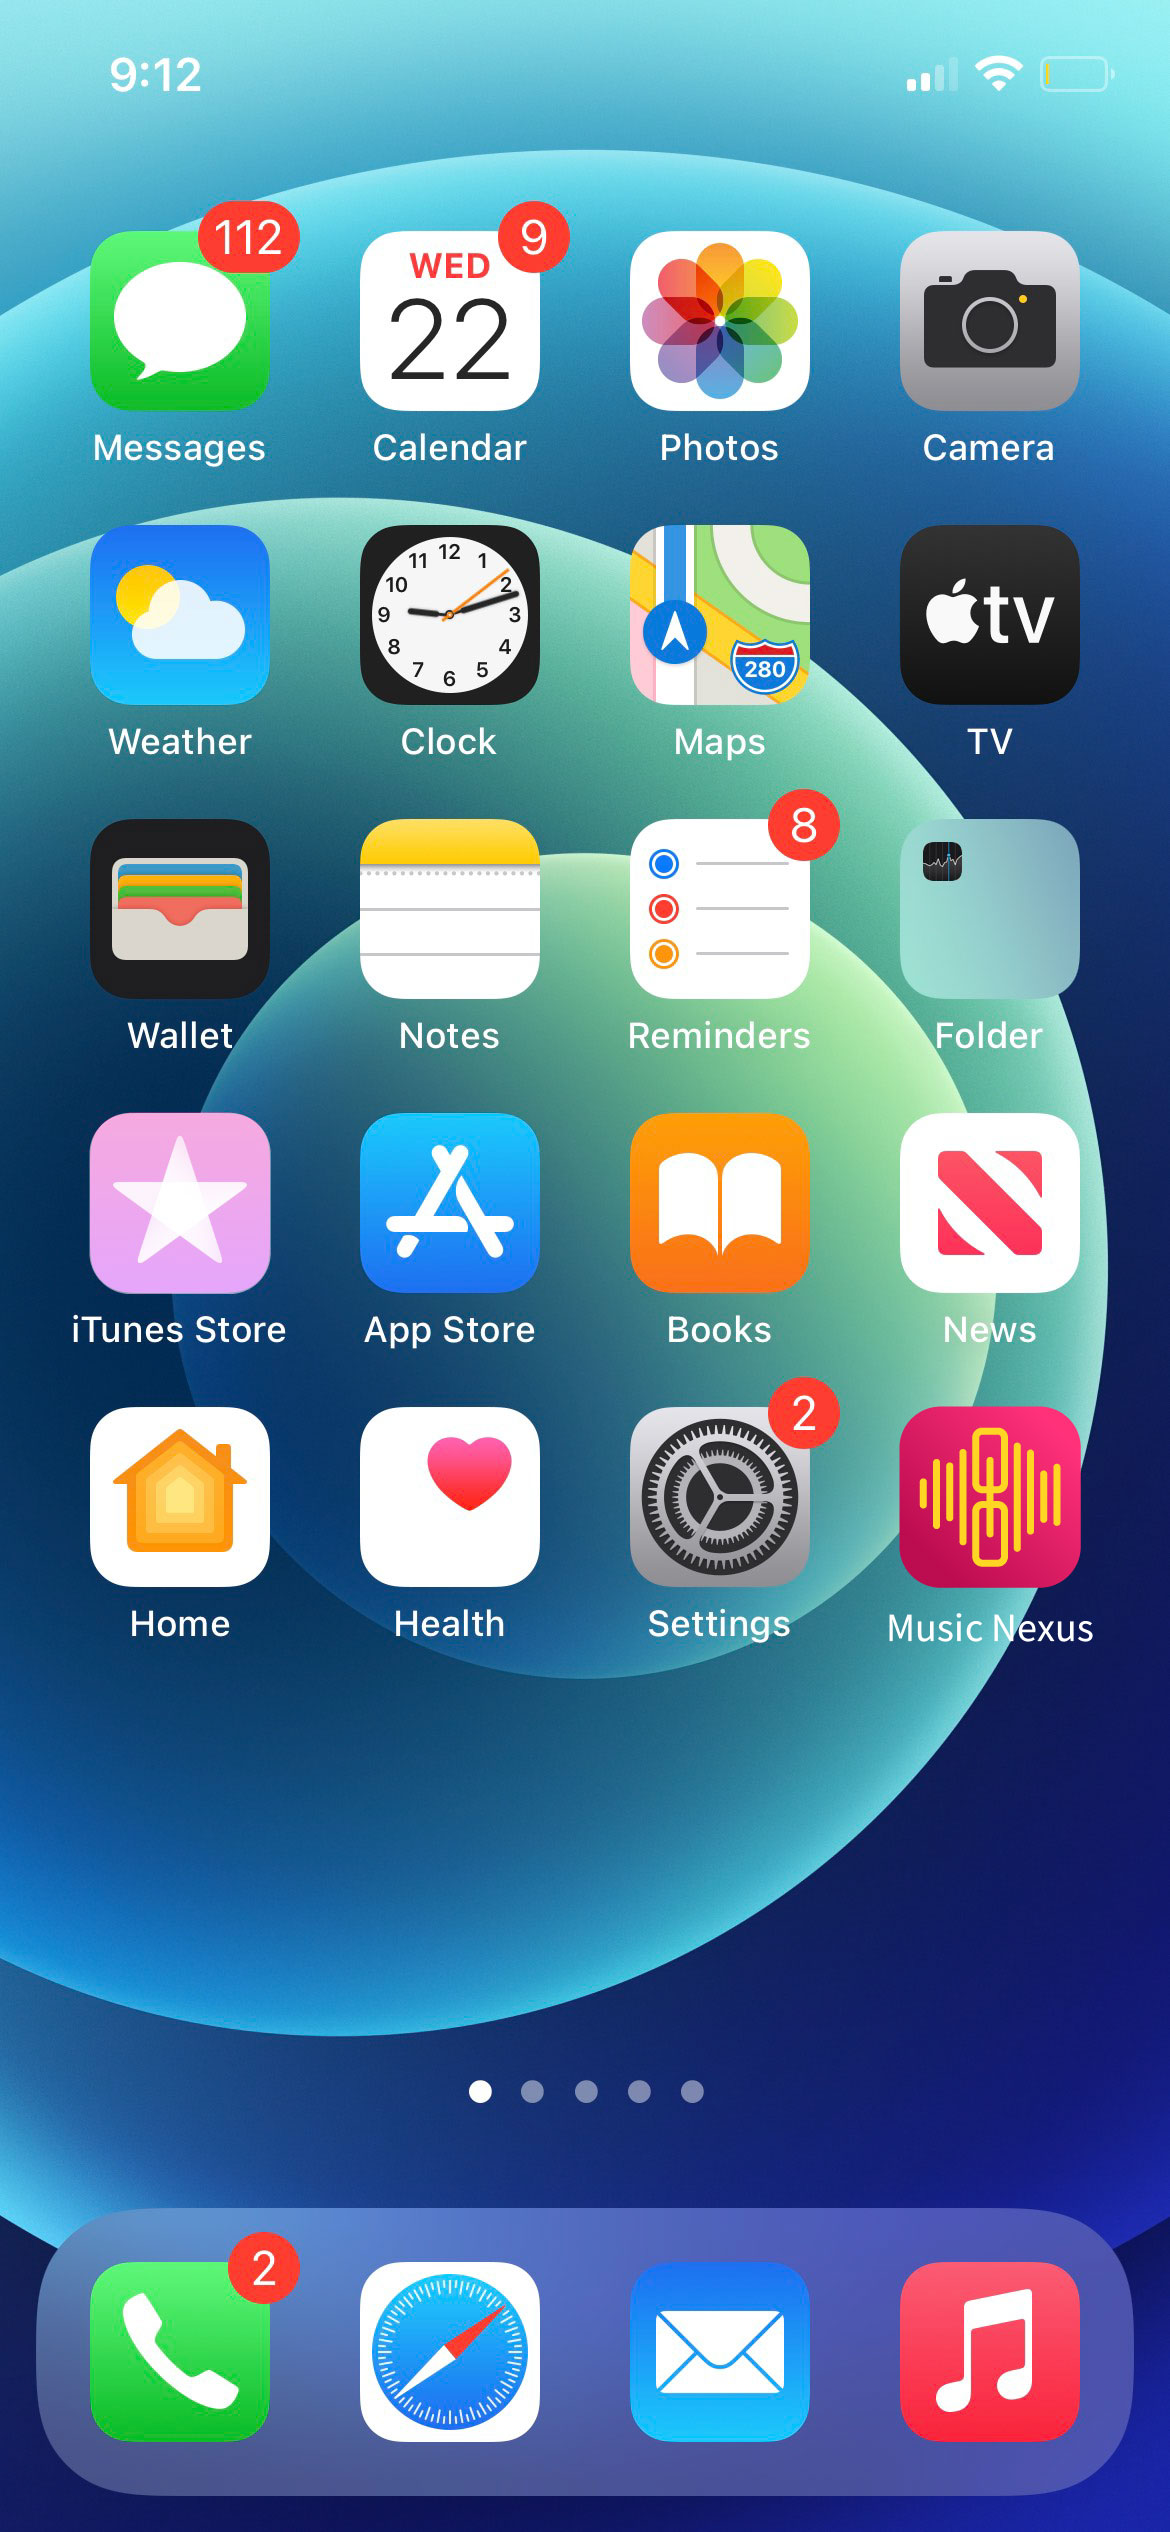 9:12
112
WED
9
22
Messages
Calendar
Photos
Camera
12
11
1
10
2
9
3
8
4
7
5
6
280
tv
Weather
Clock
Maps
TV
8
Wallet
Notes
Reminders
Folder
iTunes Store
App Store
Books
News
2
Home
Health
Settings
Music Nexus
2